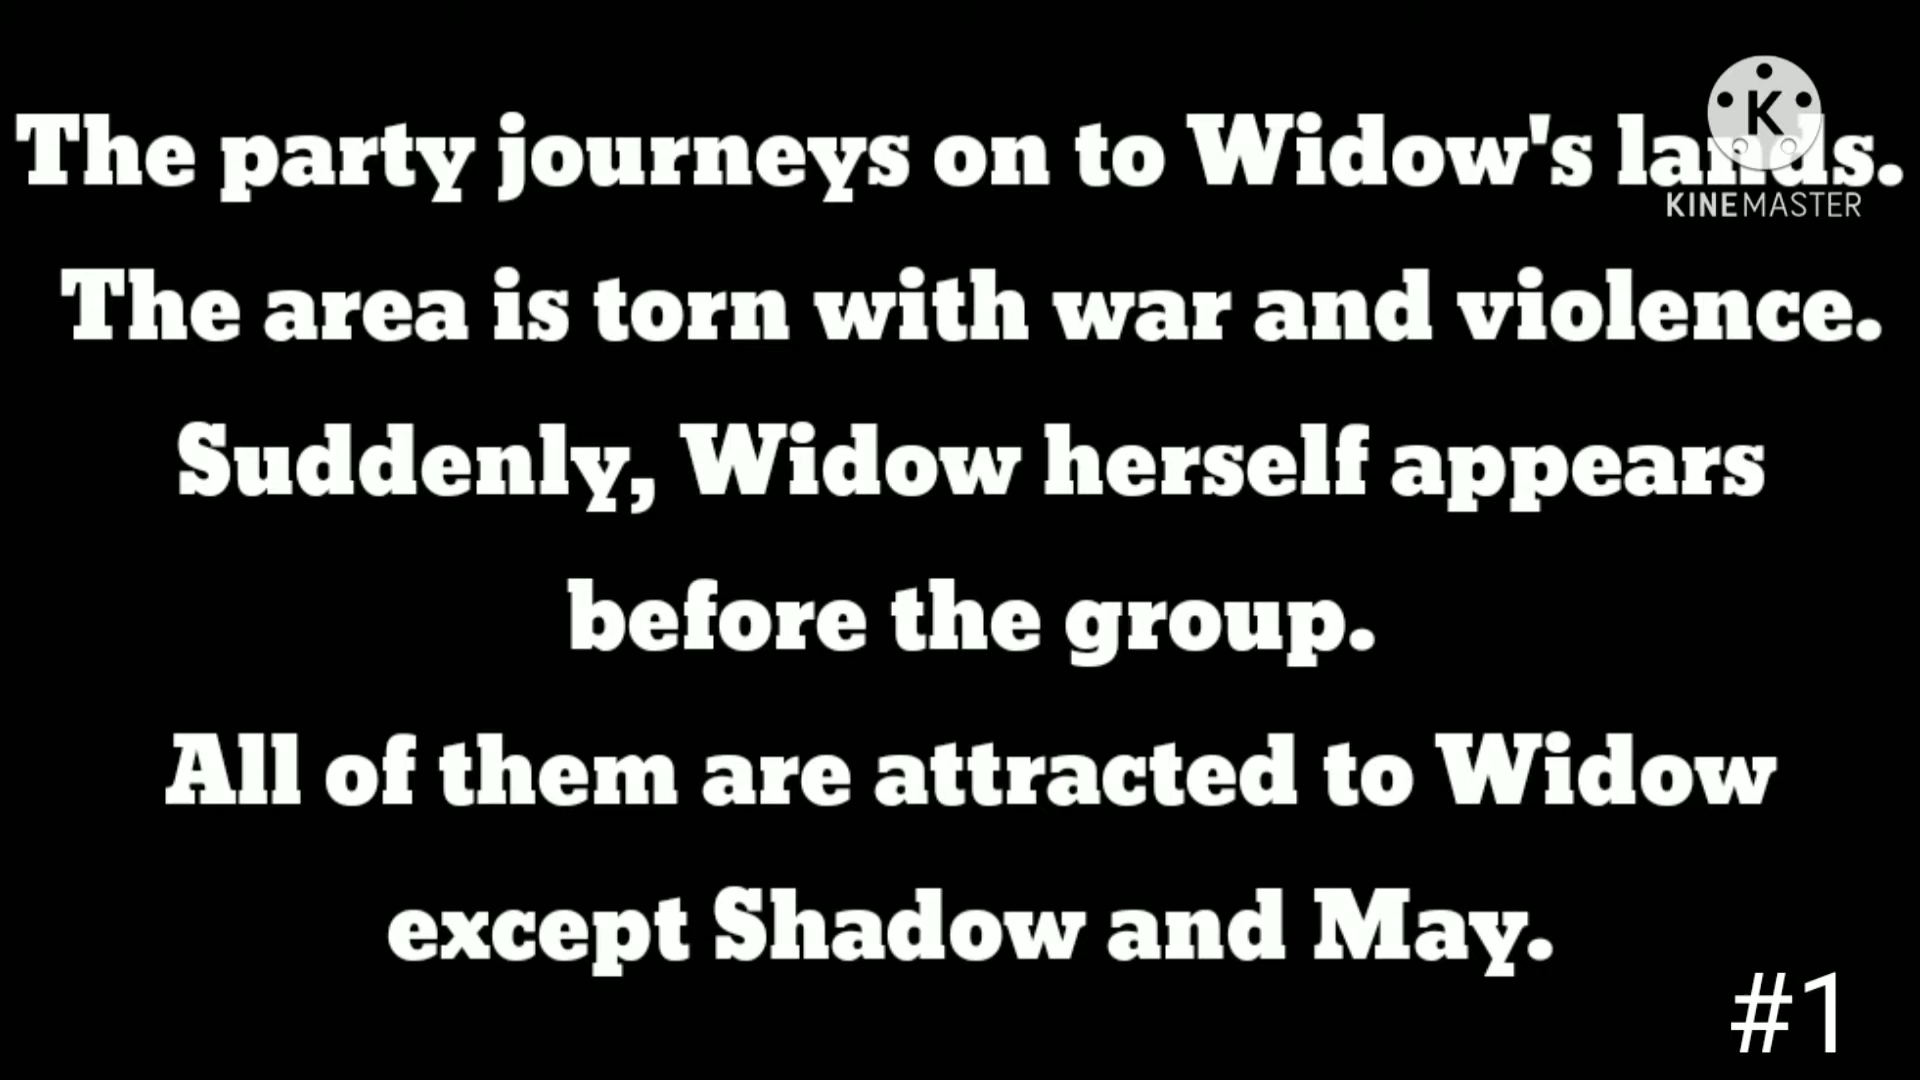 The party journeys on to Widow's lands.
KINEMASTER
The area is torn with war and violence.
Suddenly, Widow herself appears
before the group.
All of them are attracted to Widow
except Shadow and May.
#1